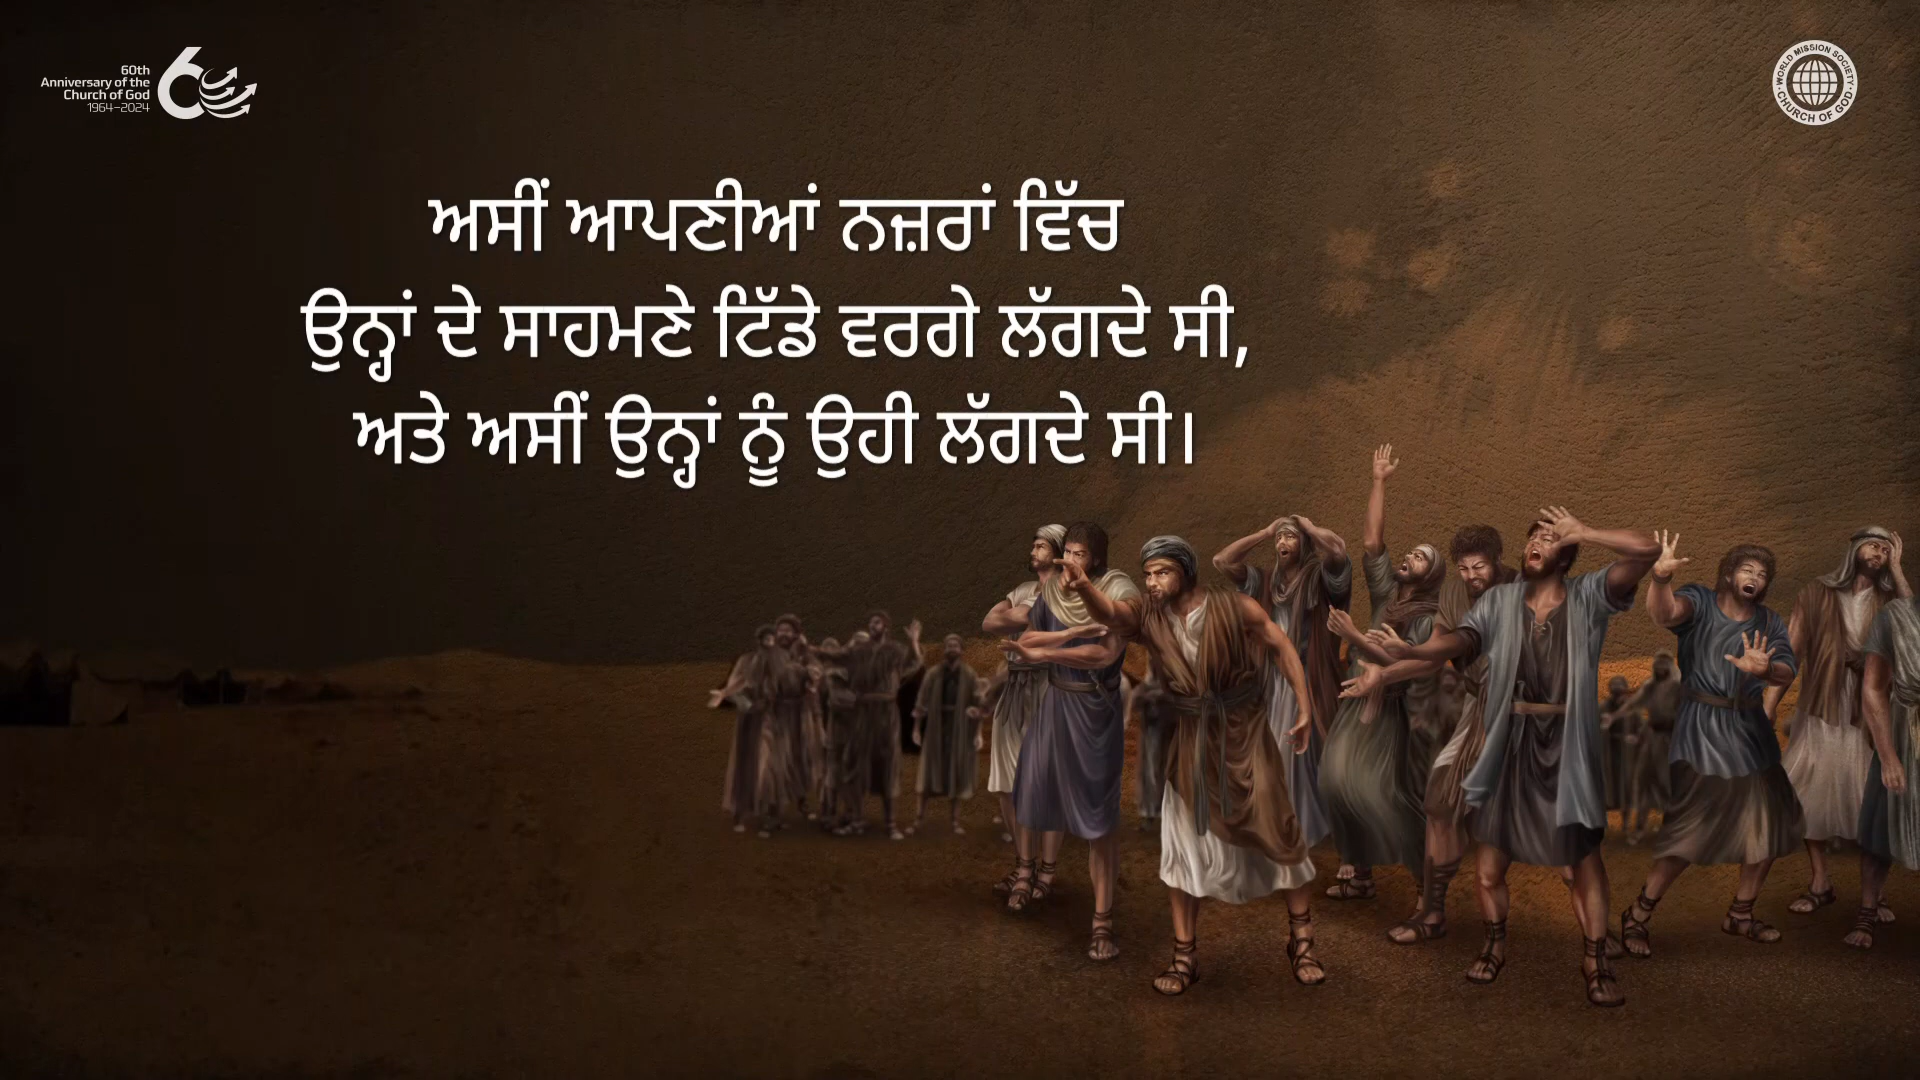 60th
Anniversary of the
Church of God
1964–2024
60
WORLD MISSION SOCIETY
CHURCH OF GOD
ਅਸੀਂ ਆਪਣੀਆਂ ਨਜ਼ਰਾਂ ਵਿੱਚ
ਉਨ੍ਹਾਂ ਦੇ ਸਾਹਮਣੇ ਟਿੱਡੇ ਵਰਗੇ ਲੱਗਦੇ ਸੀ,
ਅਤੇ ਅਸੀਂ ਉਨ੍ਹਾਂ ਨੂੰ ਉਹੀ ਲੱਗਦੇ ਸੀ।